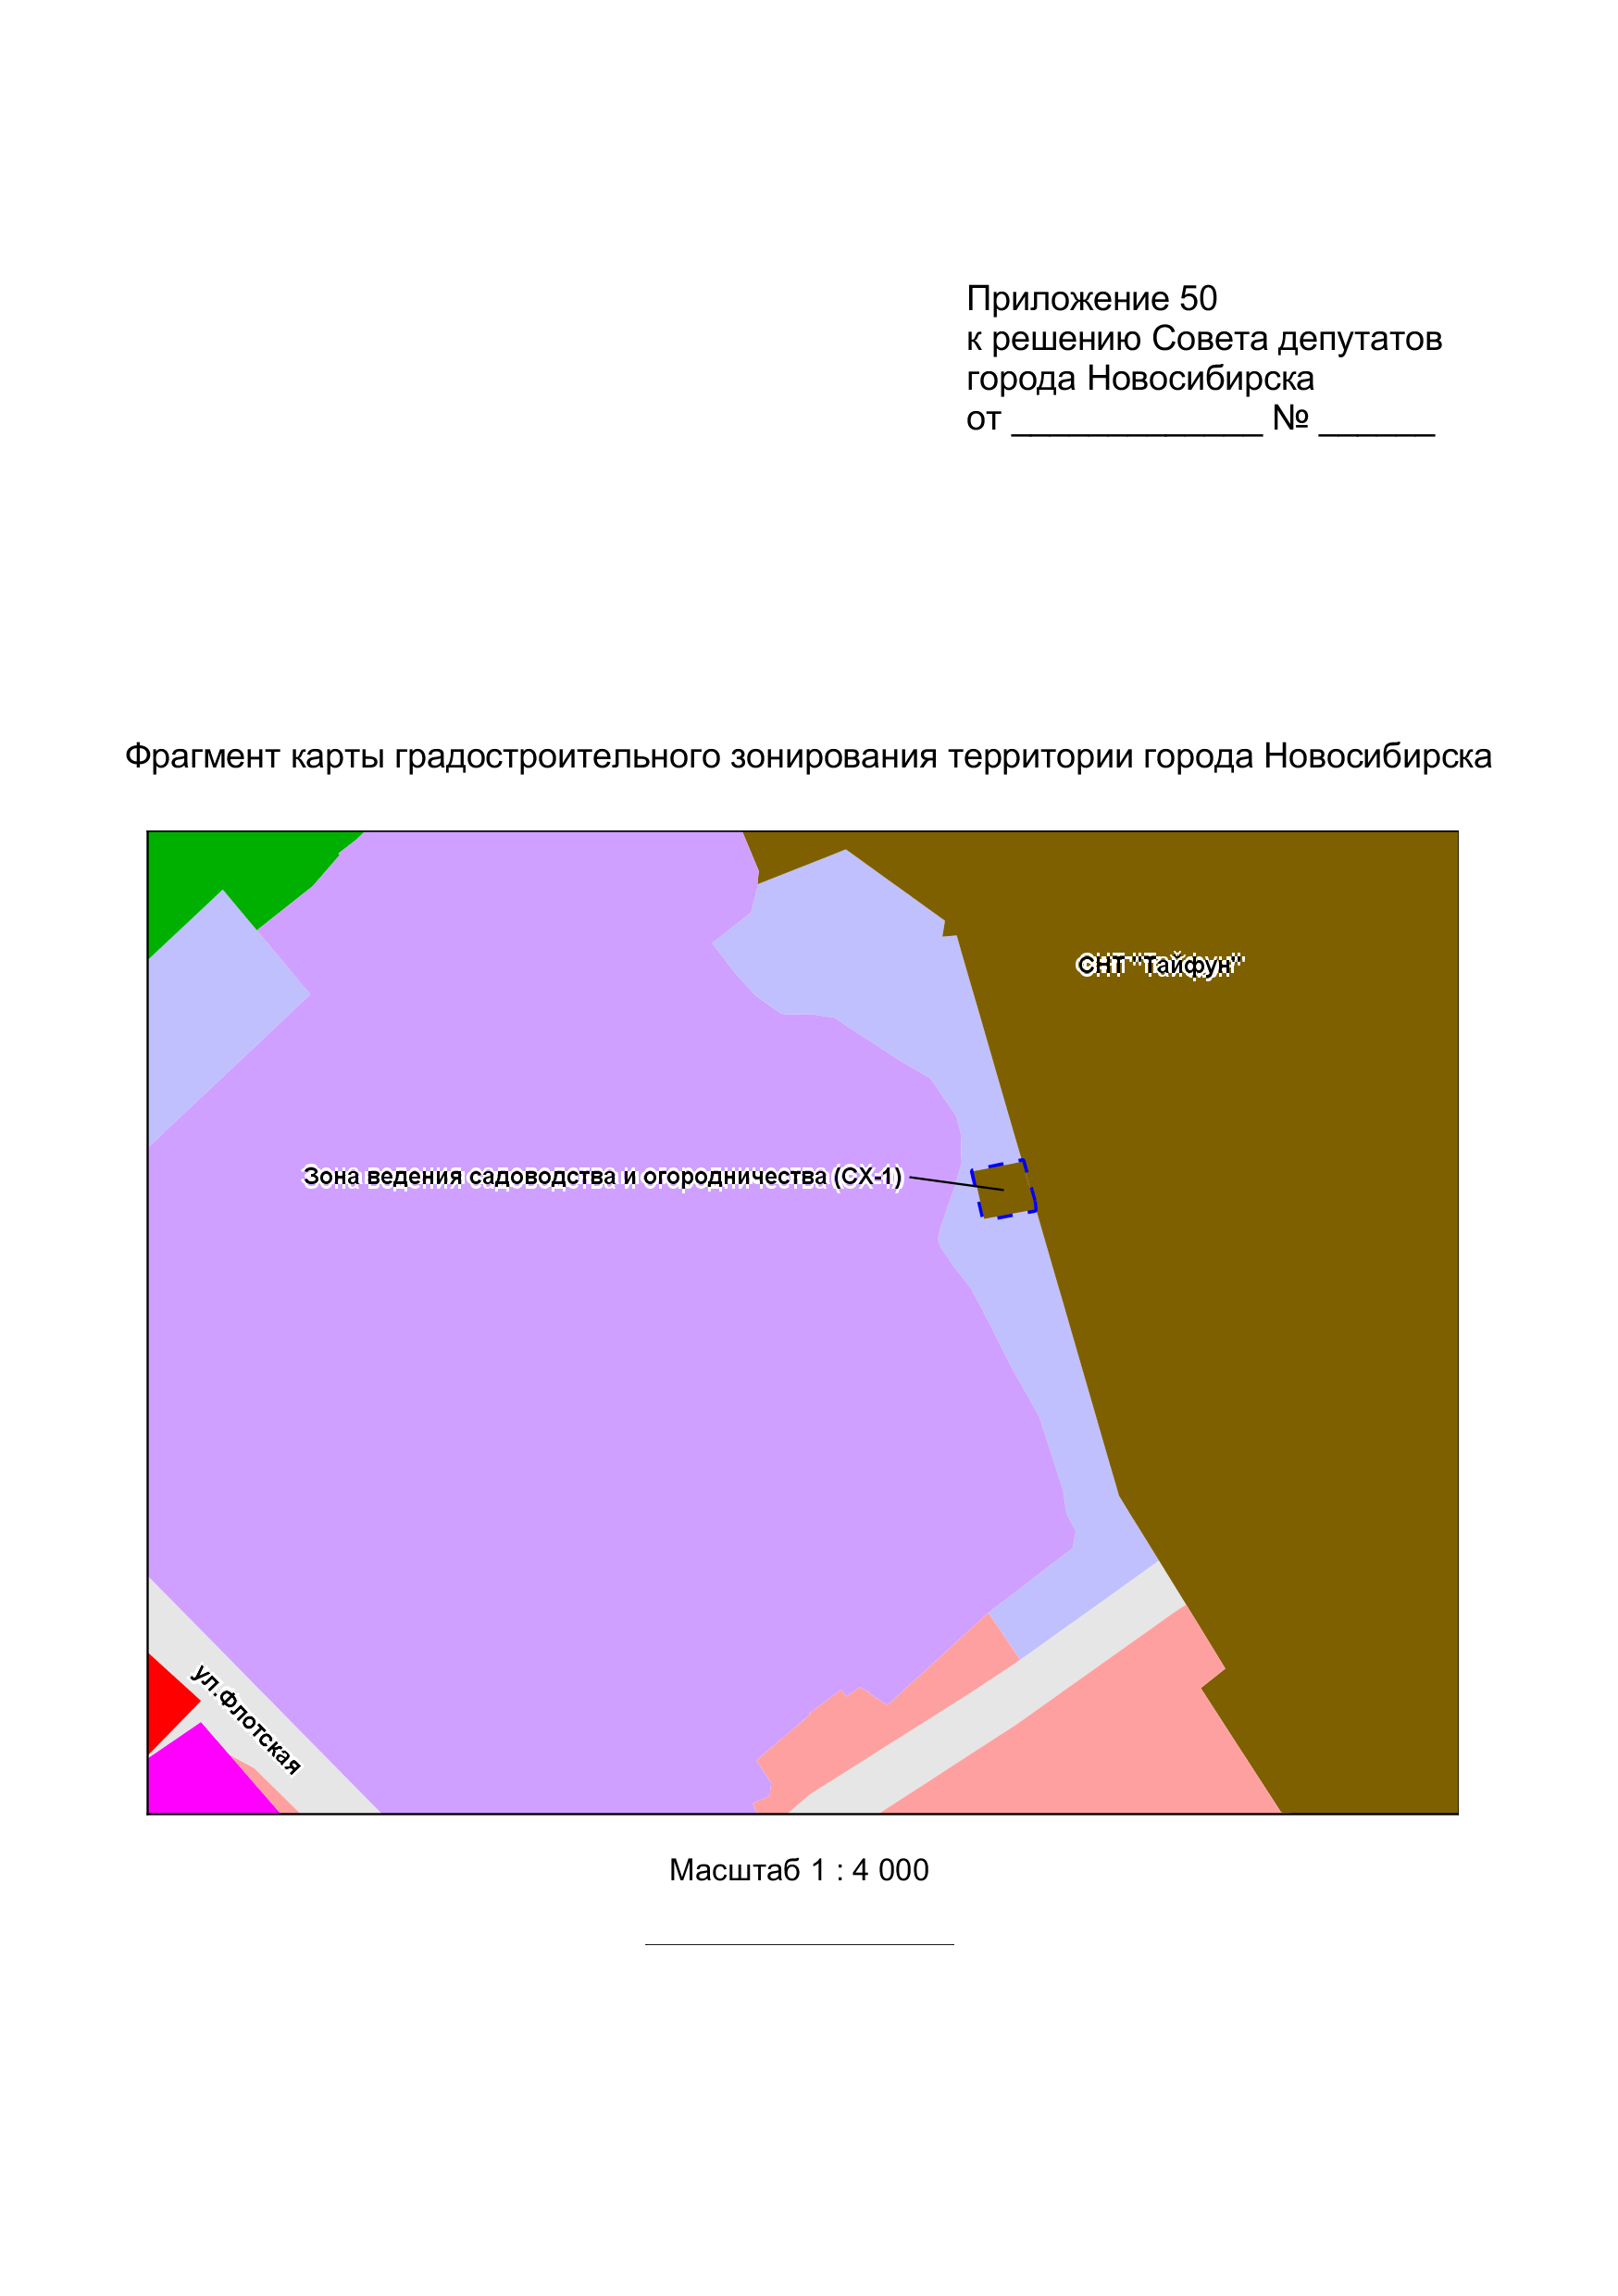 Приложение 50
к решению Совета депутатов
города Новосибирска
от _____________ № ______
Фрагмент карты градостроительного зонирования территории города Новосибирска
СНТ "Тайфун"
Зона ведения садоводства и огородничества (СХ-1)
ул.Флотская
Масштаб 1 : 4 000